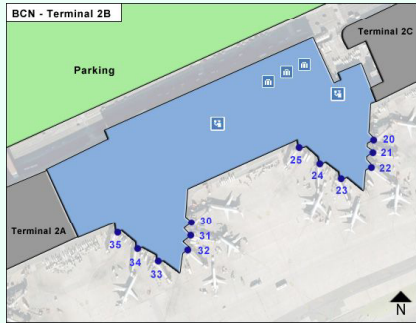 BCN - Terminal 2B
Terminal 2C
Parking
20
21
22
25
24
23
30
31
32
Terminal 2A
35
34
33
N